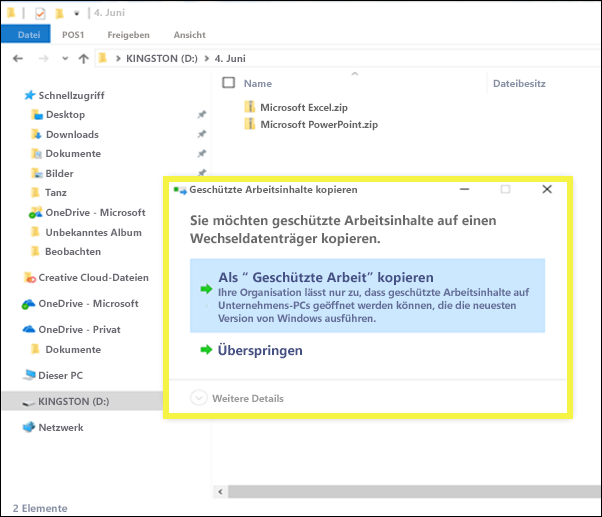 4. Juni
Datei POS1 Freigeben Ansicht
KINGSTON (D:) 4. Juni
Schnellzugriff
Desktop
Downloads
Dokumente
Bilder
Tanz
OneDrive - Microsoft
Unbekanntes Album
Beobachten
Creative Cloud-Dateien
OneDrive - Microsoft
OneDrive - Privat
Dokumente
Dieser PC
KINGSTON (D:)
Netzwerk
Name Dateibesitz
Microsoft Excel.zip
Microsoft PowerPoint.zip
Geschützte Arbeitsinhalte kopieren
Sie möchten geschützte Arbeitsinhalte auf einen
Wechseldatenträger kopieren.
Als “ Geschützte Arbeit” kopieren
Ihre Organisation lässt nur zu, dass geschützte Arbeitsinhalte auf
Unternehmens-PCs geöffnet werden können, die die neuesten
Version von Windows ausführen.
Überspringen
Weitere Details
2 Elemente